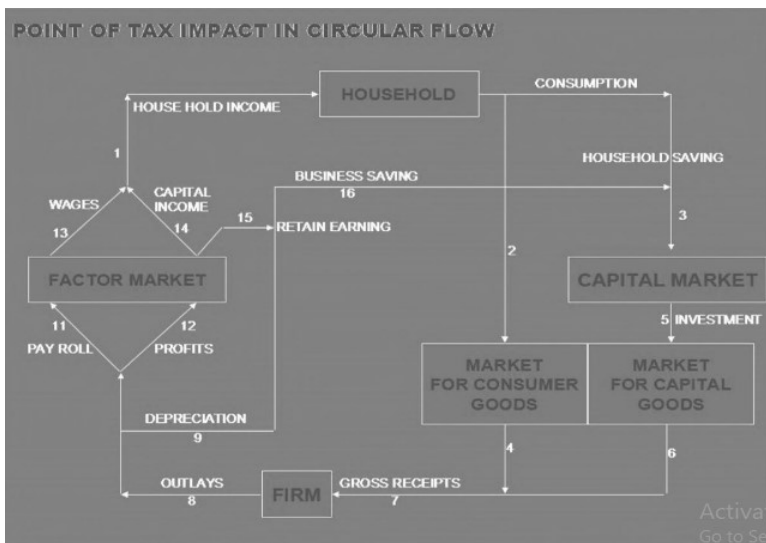 POINT OF TAX IMPACT IN CIRCULAR FLOW
HOUSEHOLD
CONSUMPTION
HOUSE HOLD INCOME
1
HOUSEHOLD SAVING
BUSINESS SAVING
16
WAGES
13
CAPITAL
INCOME
14
15
RETAIN EARNING
2
3
FACTOR MARKET
CAPITAL MARKET
11
12
PAY ROLL
PROFITS
5 INVESTMENT
MARKET
FOR CONSUMER
GOODS
MARKET
FOR CAPITAL
GOODS
DEPRECIATION
9
4
6
OUTLAYS
8
FIRM
GROSS RECEIPTS
7
Activa
Go to Se